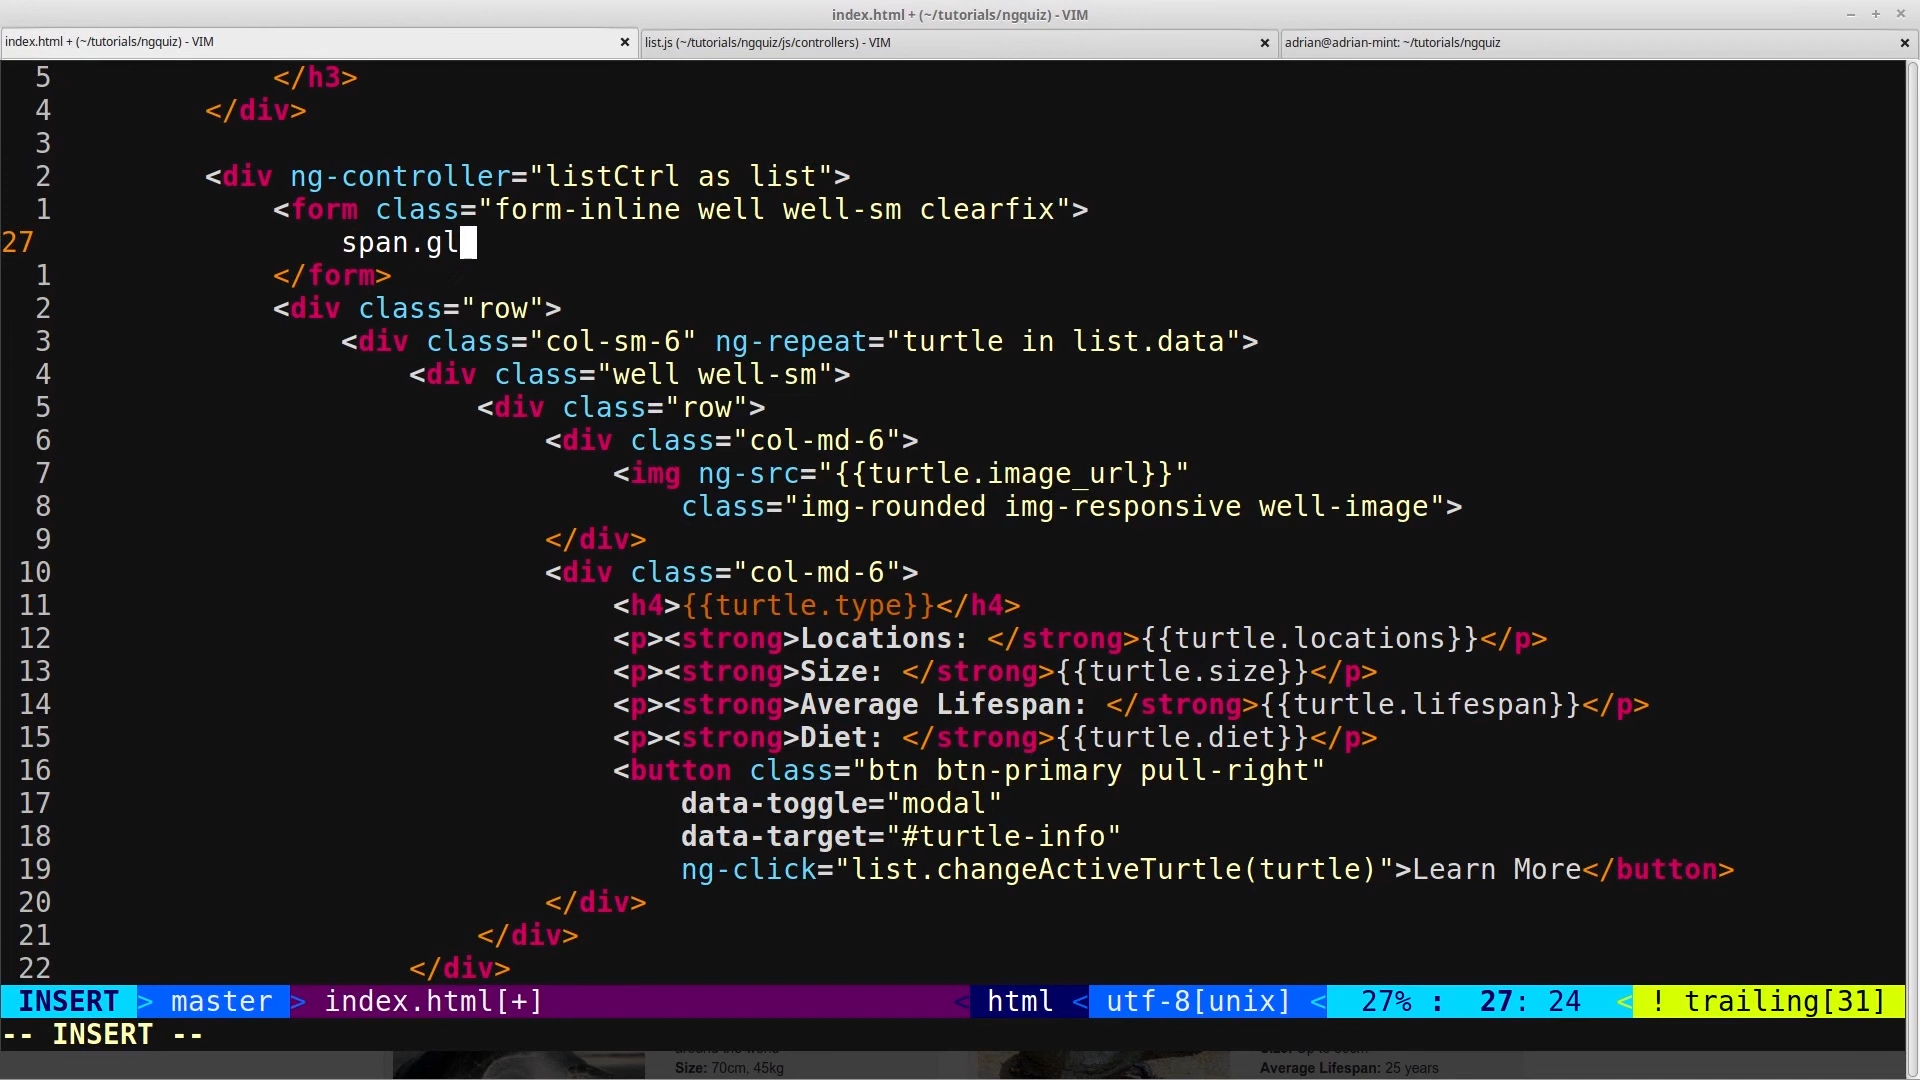 index.html + (~/tutorials/ngquiz) - VIM
index.html + (~/tutorials/ngquiz) - VIM
list.js (~/tutorials/ngquiz/js/controllers) - VIM
adrian@adrian-mint: ~/tutorials/ngquiz
5 </h3>
4 </div>
3
2 <div ng-controller="listCtrl as list">
1 <form class="form-inline well well-sm clearfix">
27 span.gl
1 </form>
2 <div class="row">
3 <div class="col-sm-6" ng-repeat="turtle in list.data">
4 <div class="well well-sm">
5 <div class="row">
6 <div class="col-md-6">
7 <img ng-src="{{turtle.image_url}}"
8 class="img-rounded img-responsive well-image">
9 </div>
10 <div class="col-md-6">
11 <h4>{{turtle.type}}</h4>
12 <p><strong>Locations: </strong>{{turtle.locations}}</p>
13 <p><strong>Size: </strong>{{turtle.size}}</p>
14 <p><strong>Average Lifespan: </strong>{{turtle.lifespan}}</p>
15 <p><strong>Diet: </strong>{{turtle.diet}}</p>
16 <button class="btn btn-primary pull-right"
17 data-toggle="modal"
18 data-target="#turtle-info"
19 ng-click="list.changeActiveTurtle(turtle)">Learn More</button>
20 </div>
21 </div>
22 </div>
INSERT > master > index.html[+] < html < utf-8[unix] < 27% : 27: 24 < ! trailing[31]
-- INSERT --
Size: 70cm, 45kg
Average Lifespan: 25 years